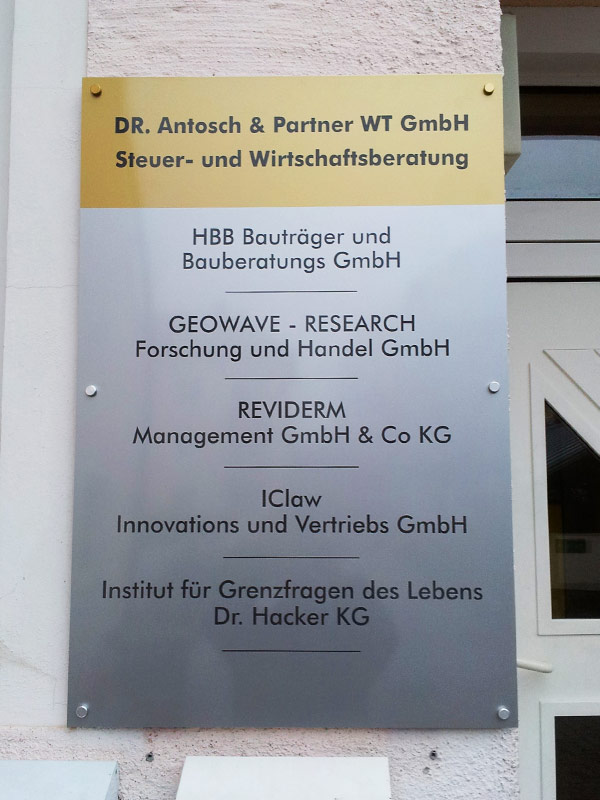 DR. Antosch & Partner WT GmbH
Steuer- und Wirtschaftsberatung
HBB Bauträger und
Bauberatungs GmbH
GEOWAVE - RESEARCH
Forschung und Handel GmbH
REVIDERM
Management GmbH & Co KG
IClaw
Innovations und Vertriebs GmbH
Institut für Grenzfragen des Lebens
Dr. Hacker KG